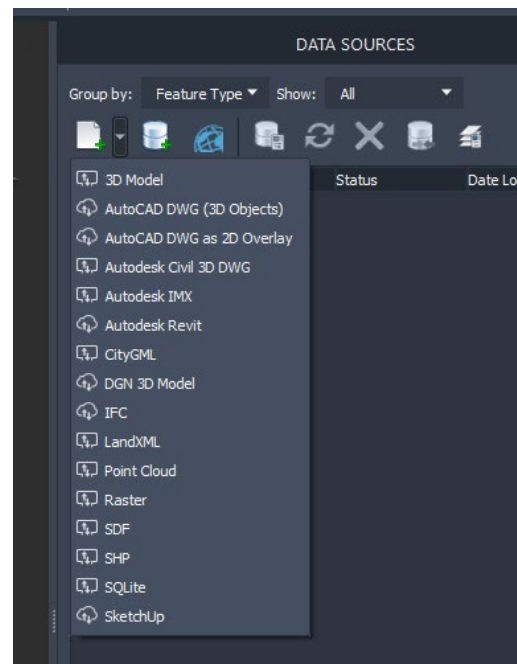 DATA SOURCES
Group by: Feature Type Show: All
Status Date Lo
3D Model
AutoCAD DWG (3D Objects)
AutoCAD DWG as 2D Overlay
Autodesk Civil 3D DWG
Autodesk IMX
Autodesk Revit
CityGML
DGN 3D Model
IFC
LandXML
Point Cloud
Raster
SDF
SHP
SQLite
SketchUp